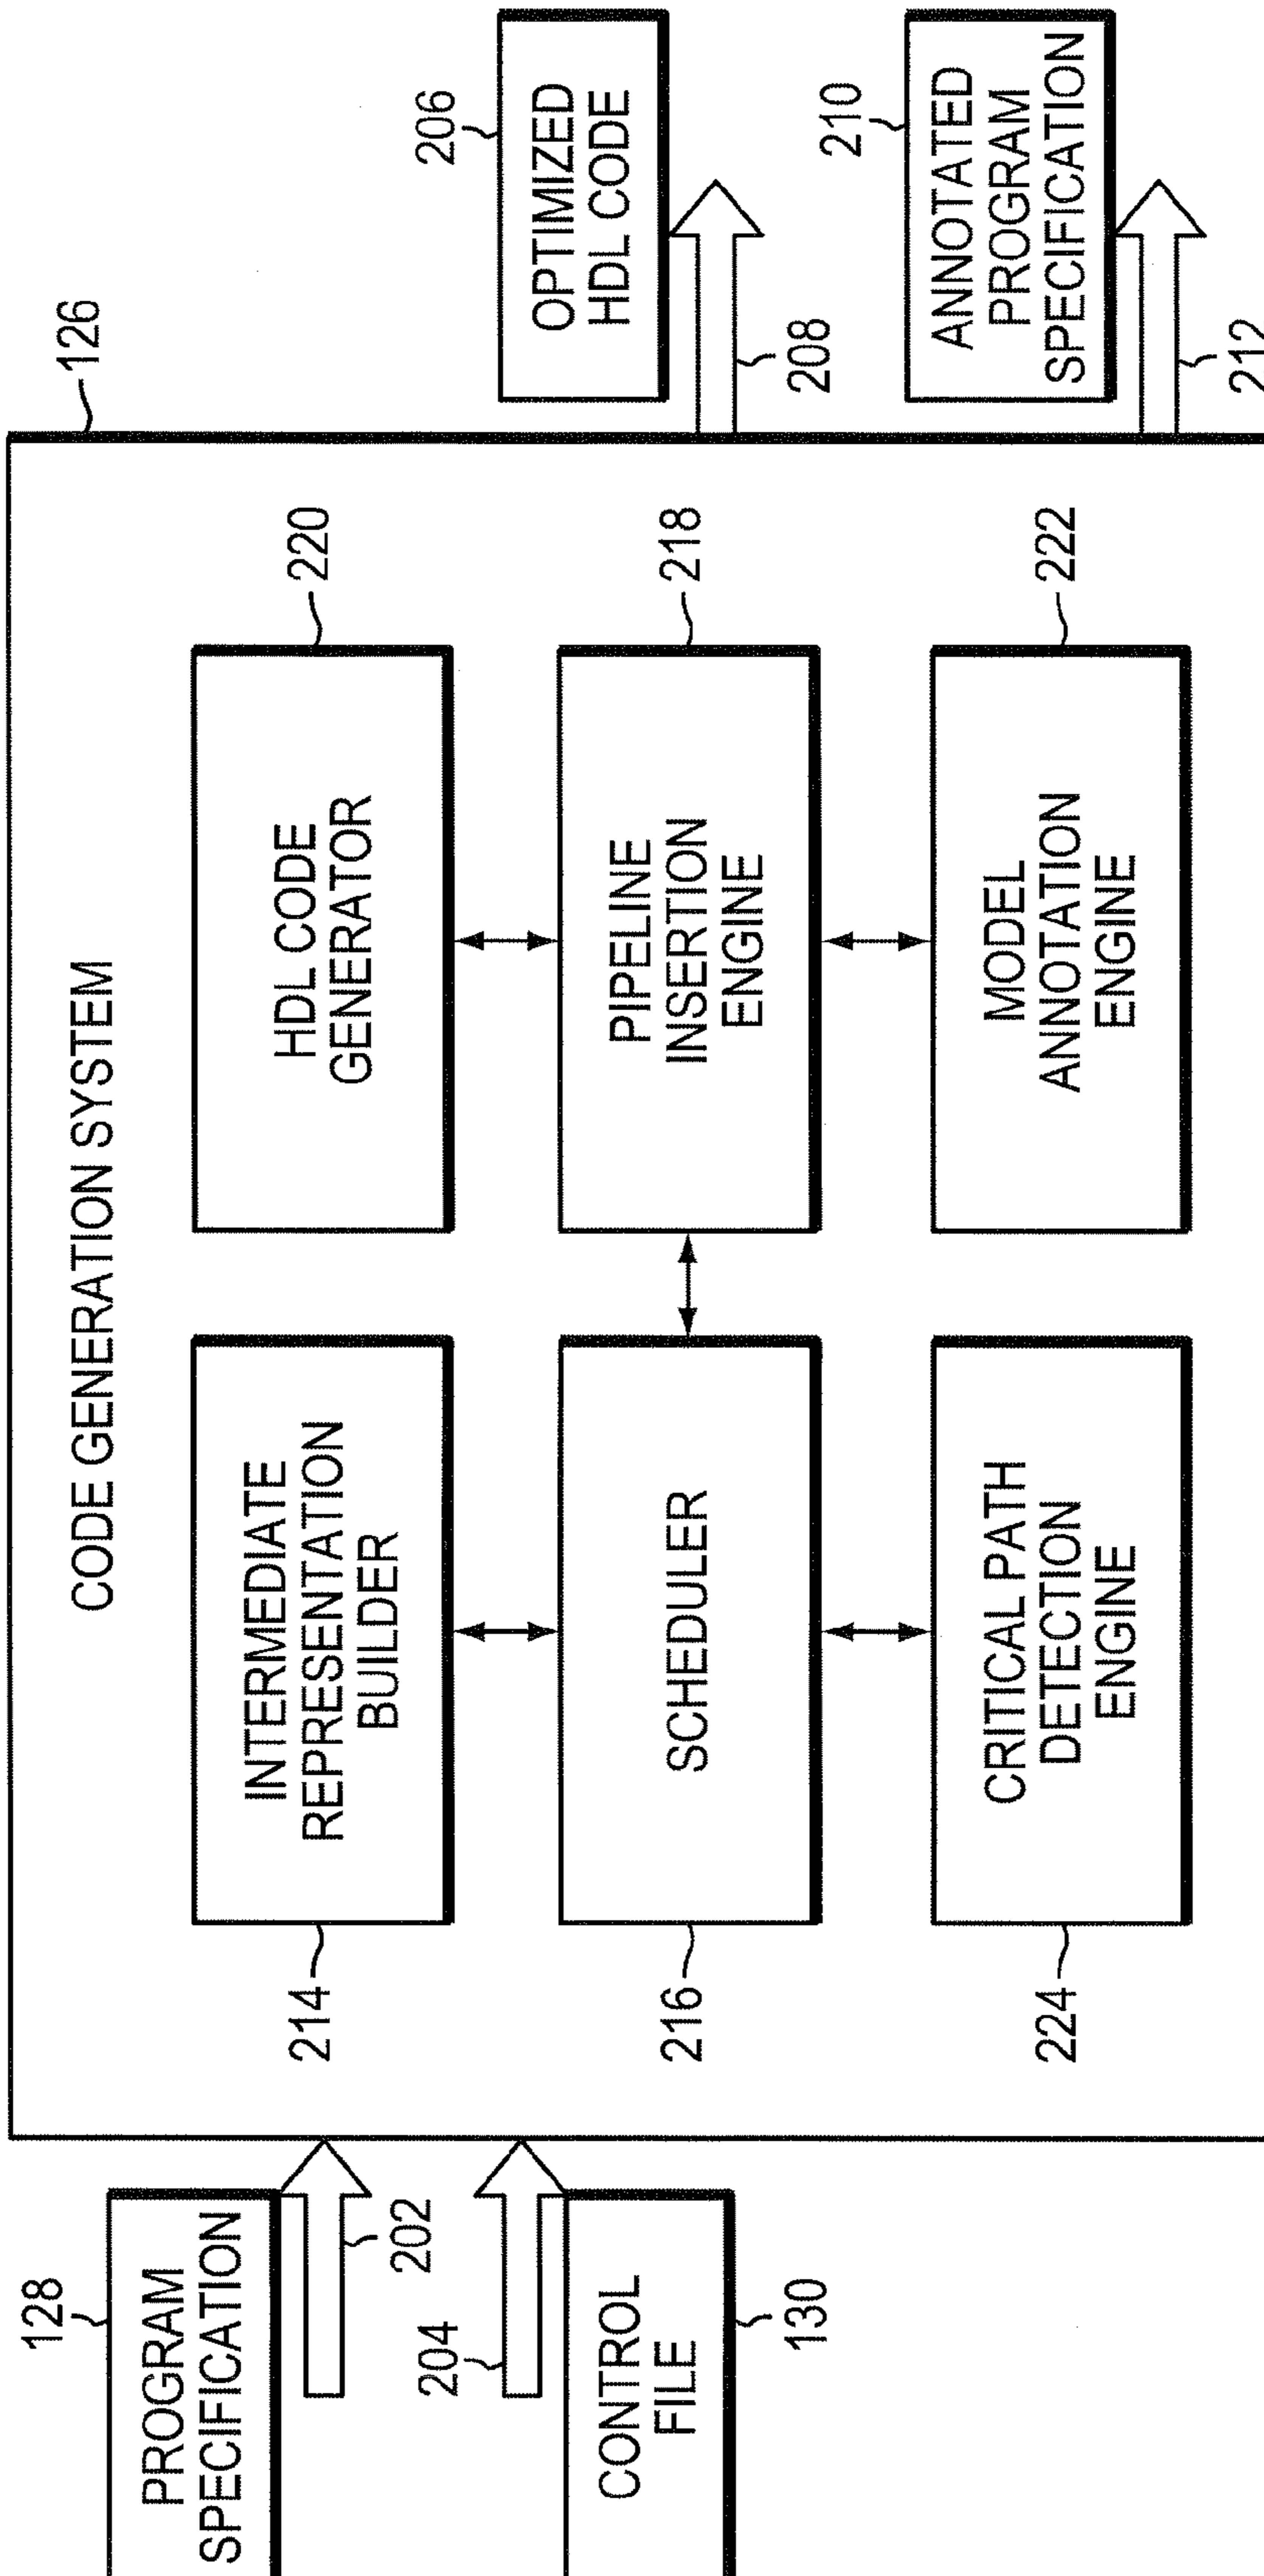 128
PROGRAM
SPECIFICATION
202
204
CONTROL
FILE
130
CODE GENERATION SYSTEM
126
214
INTERMEDIATE
REPRESENTATION
BUILDER
220
HDL CODE
GENERATOR
216
SCHEDULER
218
PIPELINE
INSERTION
ENGINE
224
CRITICAL PATH
DETECTION
ENGINE
222
MODEL
ANNOTATION
ENGINE
206
OPTIMIZED
HDL CODE
208
210
ANNOTATED
PROGRAM
SPECIFICATION
212